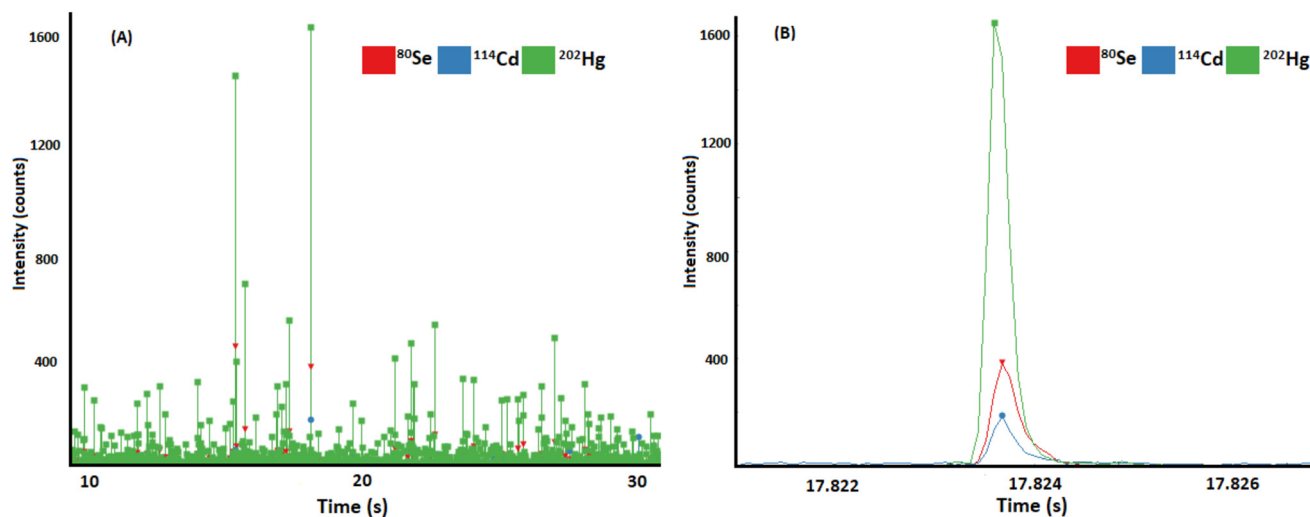 (A)
⁸⁰Se ¹¹⁴Cd ²⁰²Hg
Intensity (counts)
1600
1200
800
400
10 20 30
Time (s)
(B)
⁸⁰Se ¹¹⁴Cd ²⁰²Hg
Intensity (counts)
1600
1200
800
400
17.822 17.824 17.826
Time (s)